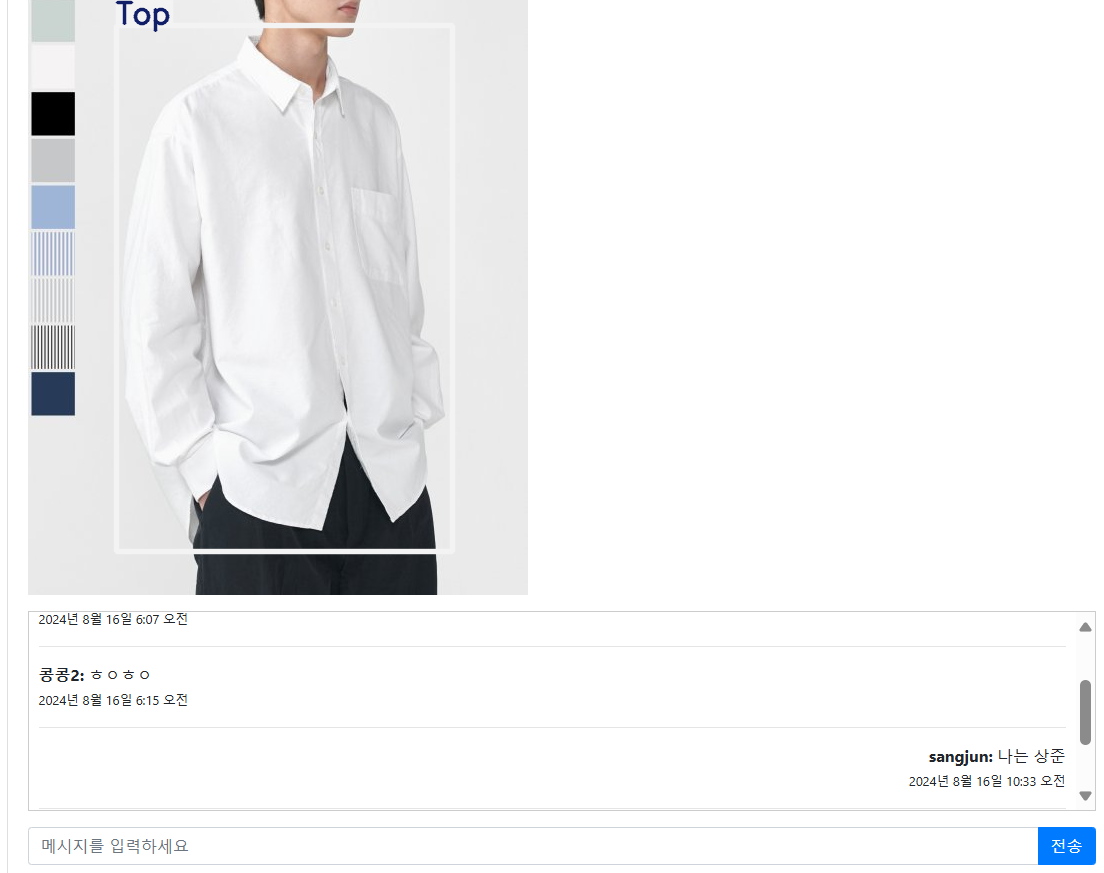 Top
2024년 8월 16일 6:07 오전
콩콩2: ㅎㅇㅎㅇ
2024년 8월 16일 6:15 오전
sangjun: 나는 상준
2024년 8월 16일 10:33 오전
메시지를 입력하세요
전송